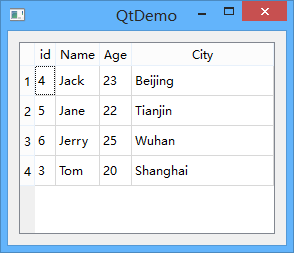 QtDemo
id Name Age City
1 4 Jack 23 Beijing
2 5 Jane 22 Tianjin
3 6 Jerry 25 Wuhan
4 3 Tom 20 Shanghai